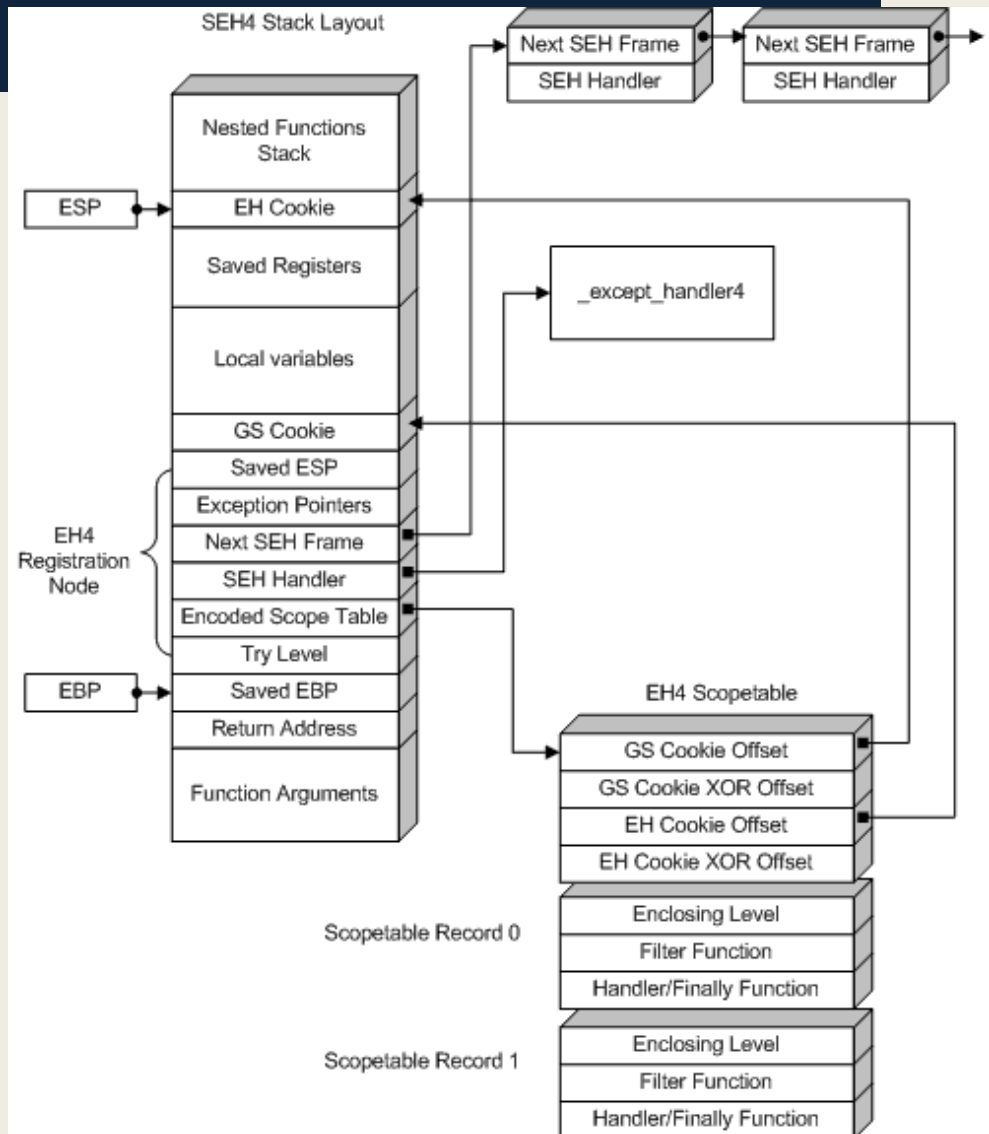 SEH4 Stack Layout
Next SEH Frame
SEH Handler
Next SEH Frame
SEH Handler
Nested Functions
Stack
ESP
EH Cookie
Saved Registers
_except_handler4
Local variables
GS Cookie
Saved ESP
Exception Pointers
Next SEH Frame
SEH Handler
Encoded Scope Table
Try Level
EH4
Registration
Node
EBP
Saved EBP
Return Address
Function Arguments
EH4 Scopetable
GS Cookie Offset
GS Cookie XOR Offset
EH Cookie Offset
EH Cookie XOR Offset
Scopetable Record 0
Enclosing Level
Filter Function
Handler/Finally Function
Scopetable Record 1
Enclosing Level
Filter Function
Handler/Finally Function